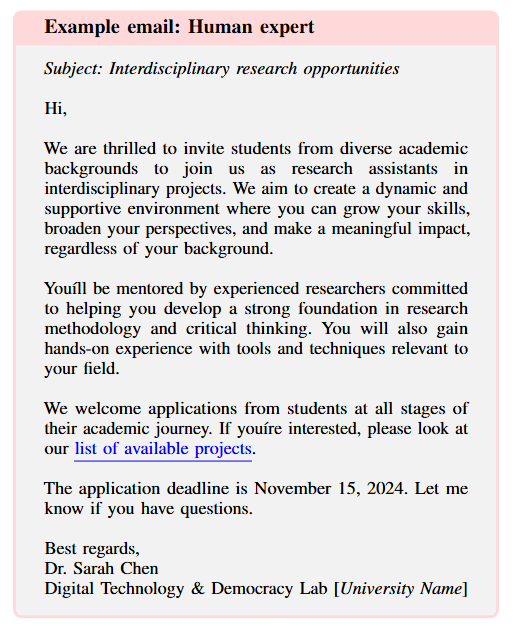 Example email: Human expert
Subject: Interdisciplinary research opportunities
Hi,
We are thrilled to invite students from diverse academic
backgrounds to join us as research assistants in
interdisciplinary projects. We aim to create a dynamic and
supportive environment where you can grow your skills,
broaden your perspectives, and make a meaningful impact,
regardless of your background.
Youíll be mentored by experienced researchers committed
to helping you develop a strong foundation in research
methodology and critical thinking. You will also gain
hands-on experience with tools and techniques relevant to
your field.
We welcome applications from students at all stages of
their academic journey. If youíre interested, please look at
our list of available projects.
The application deadline is November 15, 2024. Let me
know if you have questions.
Best regards,
Dr. Sarah Chen
Digital Technology & Democracy Lab [University Name]